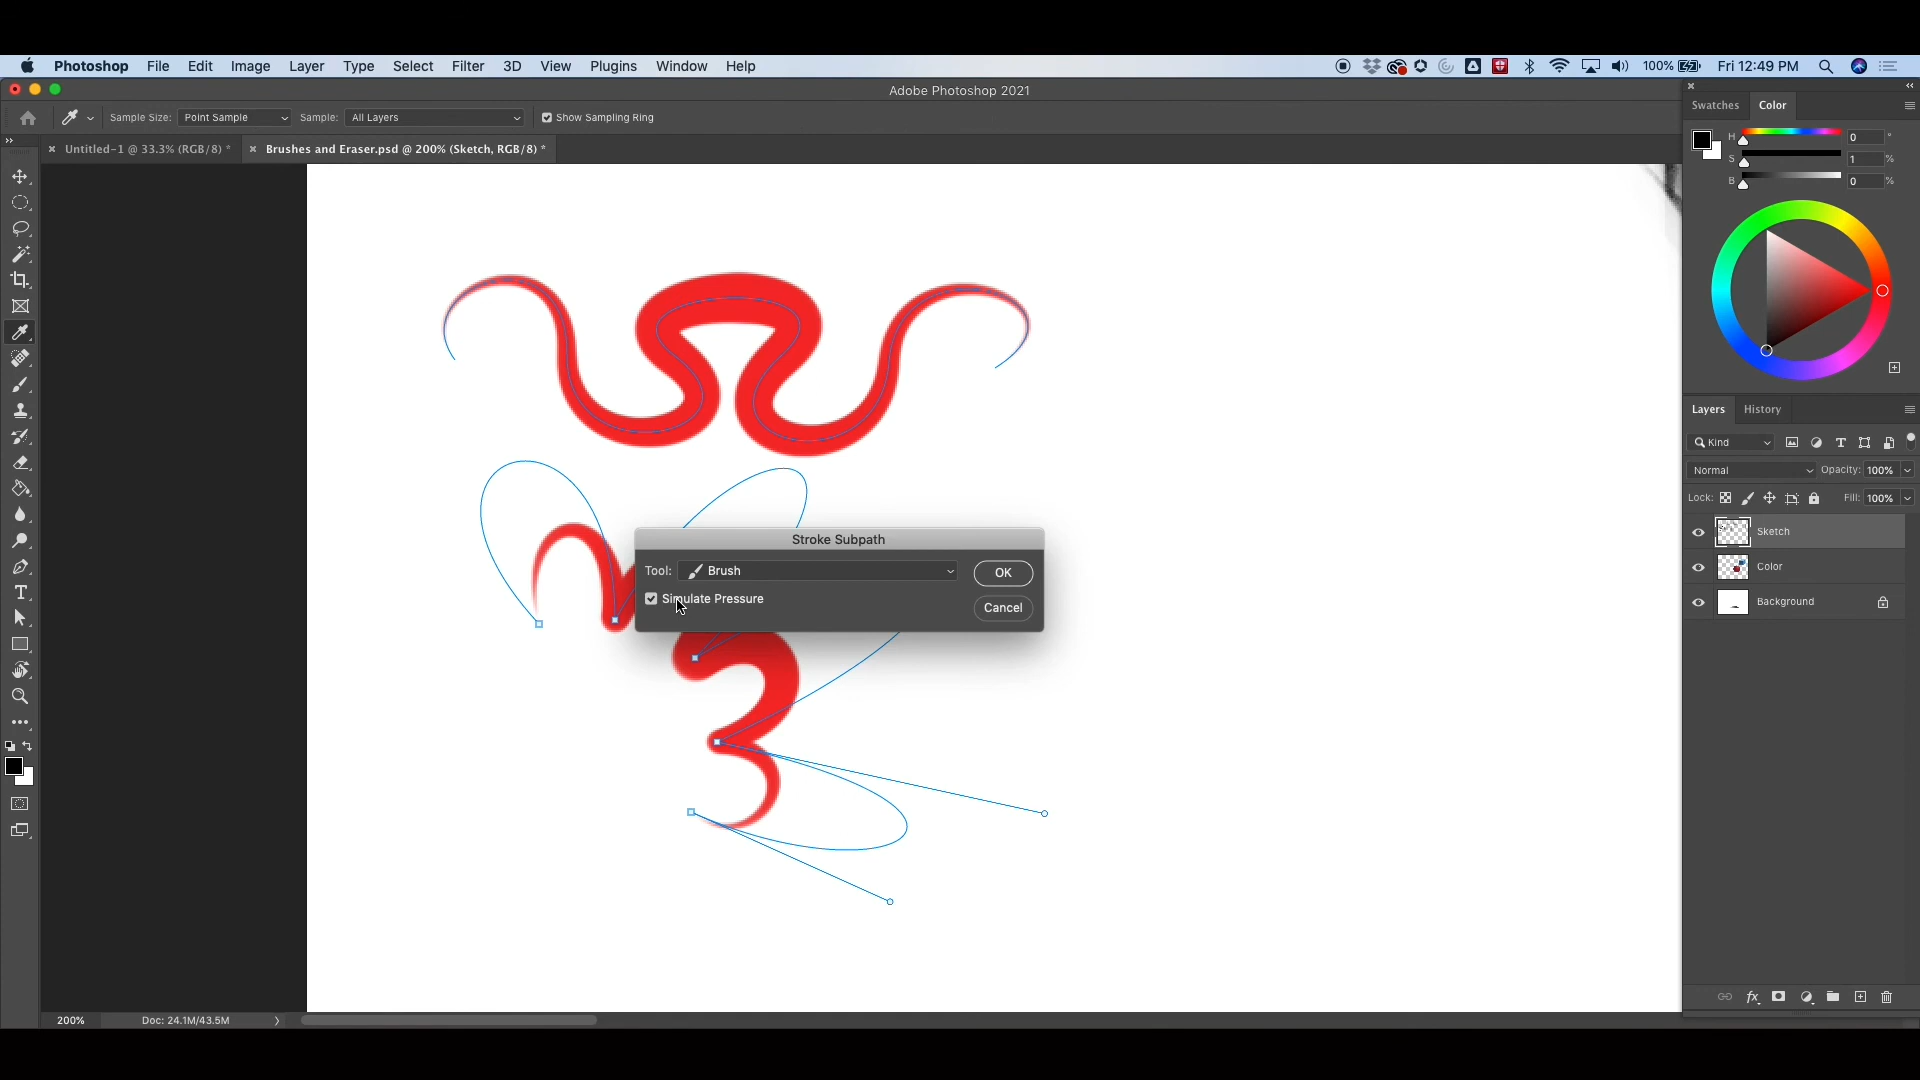 Photoshop File Edit Image Layer Type Select Filter 3D View Plugins Window Help 100% Fri 12:49 PM
Adobe Photoshop 2021
Sample Size: Point Sample Sample: All Layers Show Sampling Ring
Untitled-1 @ 33.3% (RGB/8) * Brushes and Eraser.psd @ 200% (Sketch, RGB/8) *
Swatches Color
H 0 °
S 1 %
B 0 %
Stroke Subpath
Tool: Brush OK
Simulate Pressure
Cancel
Layers History
Kind
Normal Opacity: 100%
Lock: Fill: 100%
Sketch
Color
Background
200% Doc: 24.1M/43.5M